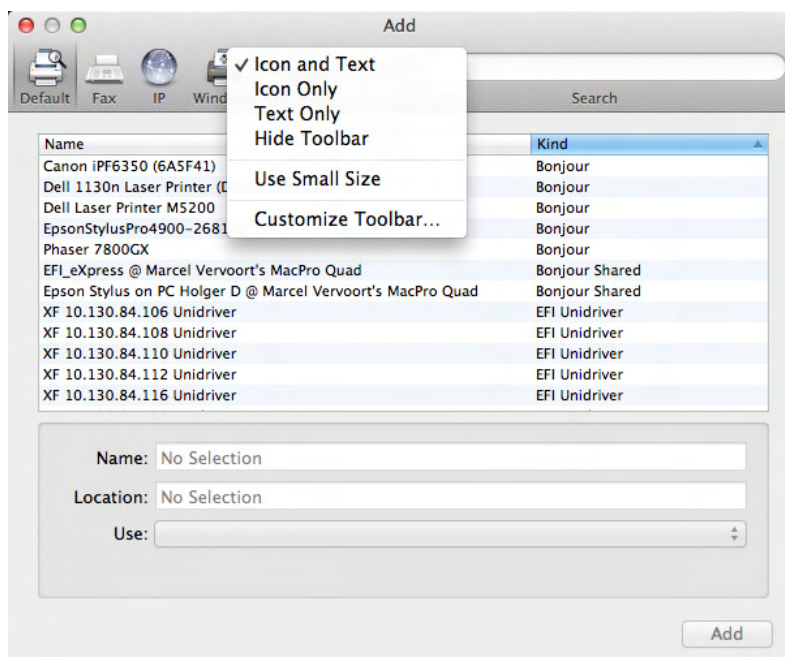 Add
Default Fax IP Wind
✓ Icon and Text
Icon Only
Text Only
Hide Toolbar
Use Small Size
Customize Toolbar...
Search
Name Kind
Canon iPF6350 (6A5F41) Bonjour
Dell 1130n Laser Printer (D Bonjour
Dell Laser Printer M5200 Bonjour
EpsonStylusPro4900-2681 Bonjour
Phaser 7800GX Bonjour
EFI_eXpress @ Marcel Vervoort's MacPro Quad Bonjour Shared
Epson Stylus on PC Holger D @ Marcel Vervoort's MacPro Quad Bonjour Shared
XF 10.130.84.106 Unidriver EFI Unidriver
XF 10.130.84.108 Unidriver EFI Unidriver
XF 10.130.84.110 Unidriver EFI Unidriver
XF 10.130.84.112 Unidriver EFI Unidriver
XF 10.130.84.116 Unidriver EFI Unidriver
Name: No Selection
Location: No Selection
Use:
Add